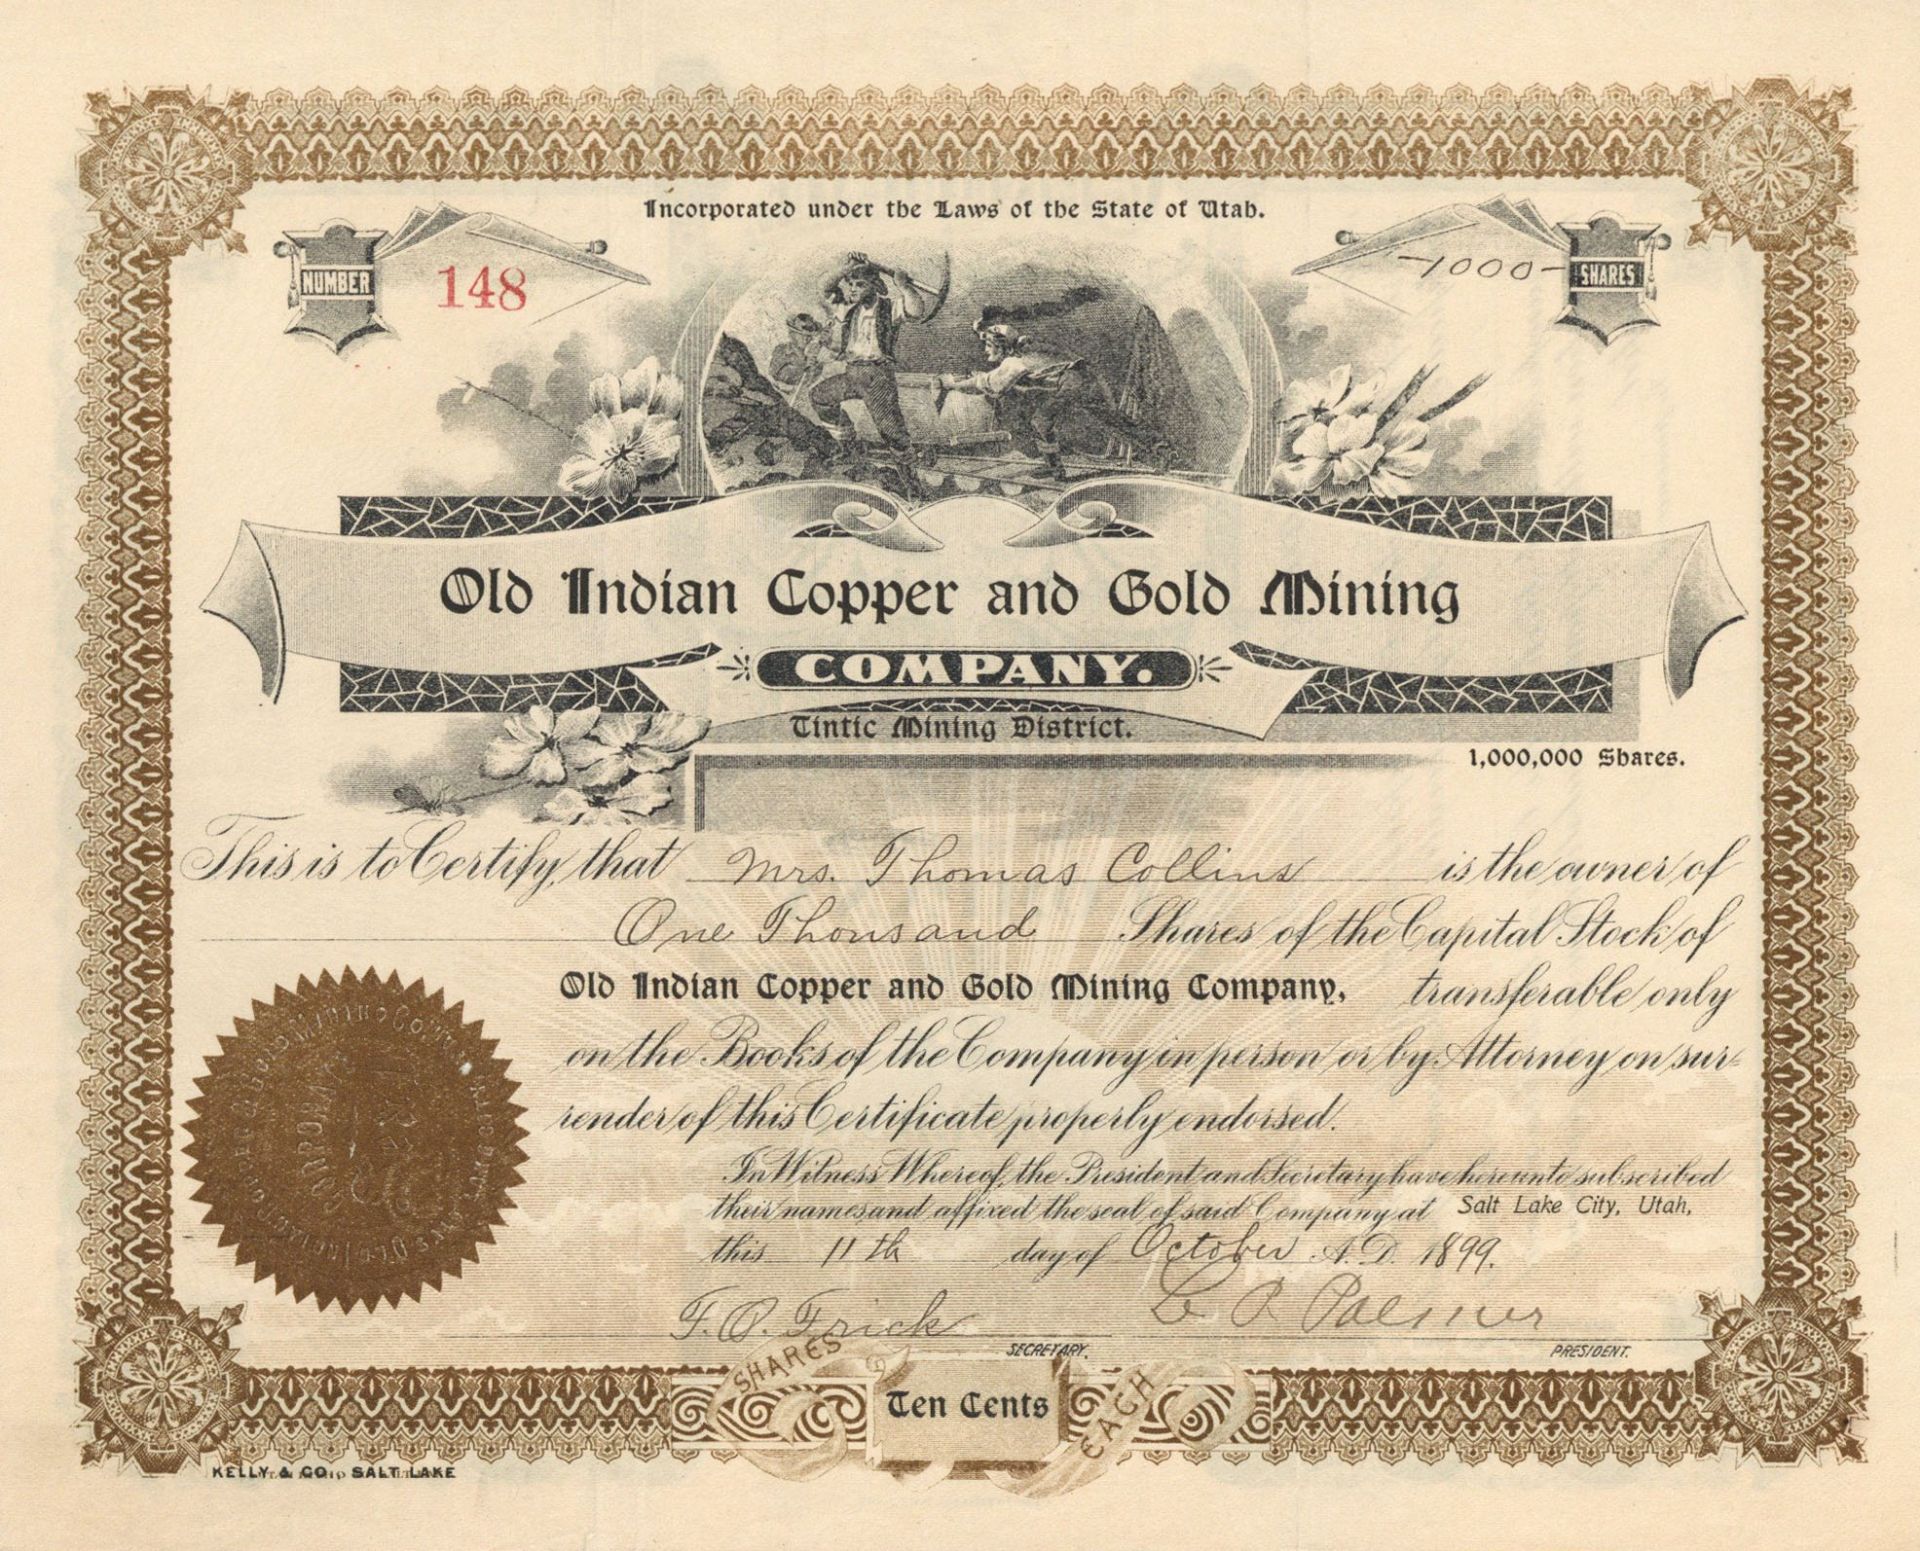 Incorporated under the Laws of the State of Utah.
NUMBER 148
-1000- SHARES
Old Indian Copper and Gold Mining
COMPANY.
Tintic Mining District.
1,000,000 Shares.
This is to Certify, that Mrs. Thomas Collins is the owner of
One Thousand Shares of the Capital Stock of
Old Indian Copper and Gold Mining Company, transferable only
on the Books of the Company in person or by Attorney on sur-
render of this Certificate properly endorsed.
In Witness Whereof, the President and Secretary have hereunto subscribed
their names and affixed the seal of said Company at Salt Lake City, Utah,
this 11th day of October A.D. 1899.
F.O. Frick P. Palmer
SECRETARY. PRESIDENT.
SHARES Ten Cents EACH
KELLY & CO., SALT LAKE